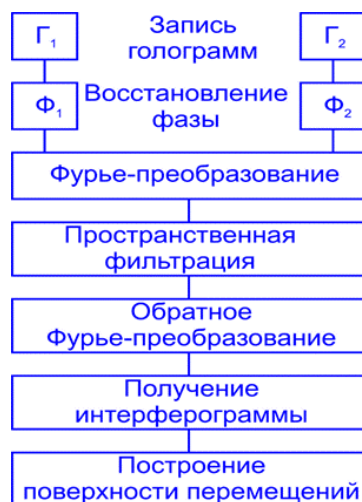 Г₁ Запись Г₂
голограмм
Ф₁ Восстановление Ф₂
фазы
Фурье-преобразование
Пространственная
фильтрация
Обратное
Фурье-преобразование
Получение
интерферограммы
Построение
поверхности перемещений